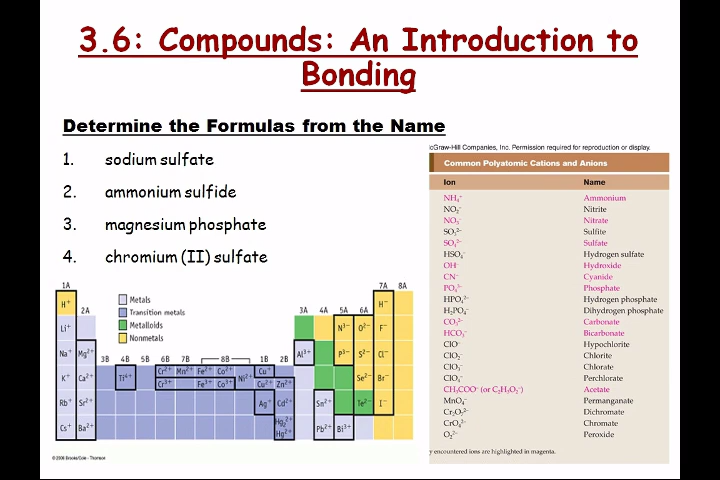 3.6: Compounds: An Introduction to
Bonding
Determine the Formulas from the Name
1. sodium sulfate
2. ammonium sulfide
3. magnesium phosphate
4. chromium (II) sulfate
cGraw-Hill Companies, Inc. Permission required for reproduction or display.
Common Polyatomic Cations and Anions
Ion Name
NH₄⁺ Ammonium
NO₂⁻ Nitrite
NO₃⁻ Nitrate
SO₃²⁻ Sulfite
SO₄²⁻ Sulfate
HSO₄⁻ Hydrogen sulfate
OH⁻ Hydroxide
CN⁻ Cyanide
PO₄³⁻ Phosphate
HPO₄²⁻ Hydrogen phosphate
H₂PO₄⁻ Dihydrogen phosphate
CO₃²⁻ Carbonate
HCO₃⁻ Bicarbonate
ClO⁻ Hypochlorite
ClO₂⁻ Chlorite
ClO₃⁻ Chlorate
ClO₄⁻ Perchlorate
CH₃COO⁻ (or C₂H₃O₂⁻) Acetate
MnO₄⁻ Permanganate
Cr₂O₇²⁻ Dichromate
CrO₄²⁻ Chromate
O₂²⁻ Peroxide
y encountered ions are highlighted in magenta.
1A 7A 8A
H⁺ Metals H⁻
2A Transition metals 3A 4A 5A 6A
Metalloids
Nonmetals
Li⁺ N³⁻ O²⁻ F⁻
Na⁺ Mg²⁺ 3B 4B 5B 6B 7B 8B 1B 2B Al³⁺ P³⁻ S²⁻ Cl⁻
K⁺ Ca²⁺ Ti⁴⁺ Cr²⁺ Mn²⁺ Fe²⁺ Co²⁺ Ni²⁺ Cu⁺ Zn²⁺ Se²⁻ Br⁻
Cr³⁺ Fe³⁺ Co³⁺ Cu²⁺
Rb⁺ Sr²⁺ Ag⁺ Cd²⁺ Sn²⁺ Te²⁻ I⁻
Cs⁺ Ba²⁺ Hg₂²⁺ Pb²⁺ Bi³⁺
Hg²⁺
© 2006 Brooks/Cole - Thomson